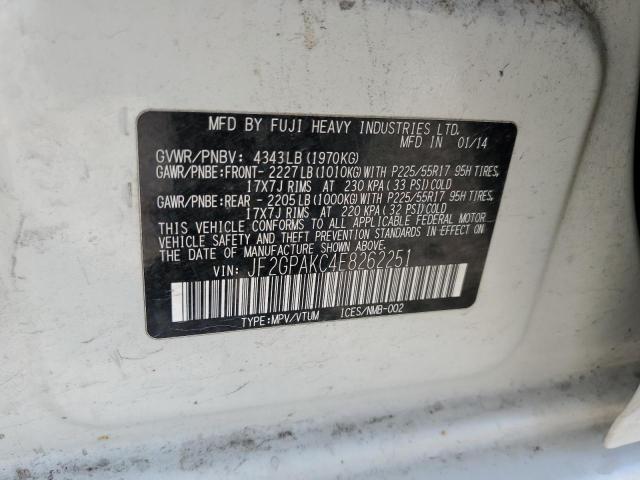 MFD BY FUJI HEAVY INDUSTRIES LTD.
MFD IN 01/14
GVWR/PNBV: 4343LB(1970KG)
GAWR/PNBE:FRONT-2227LB(1010KG)WITH P225/55R17 95H TIRES,
17X7J RIMS AT 230 KPA(33 PSI)COLD
GAWR/PNBE:REAR -2205LB(1000KG)WITH P225/55R17 95H TIRES,
17X7J RIMS AT 220 KPA(32 PSI)COLD
THIS VEHICLE CONFORMS TO ALL APPLICABLE FEDERAL MOTOR
VEHICLE SAFETY AND THEFT PREVENTION STANDARDS IN EFFECT ON
THE DATE OF MANUFACTURE SHOWN ABOVE.
VIN: JF2GPAKC4E8262251
TYPE:MPV/VTUM ICES/NMB-002